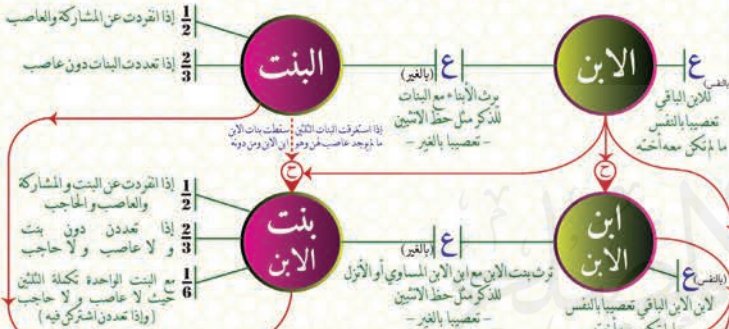 الابن
ع
(بالنفس)
للابن الباقي
تعصيبا بالنفس
ما لم تكن معه أخته
ع
(بالغير)
يرث الأبناء مع البنات
للذكر مثل حظ الانثيين
- تعصيبا بالغير -
البنت
1/2
إذا انفردت عن المشاركة والعاصب
2/3
إذا تعددت البنات دون عاصب
إذا استغرقت البنات الثلثين سقطت بنات الابن
ما لم يوجد عاصب لهن وهو ابن الابن ومن دونه
ح
ح
ابن
الابن
ع
(بالنفس)
لابن الابن الباقي تعصيبا بالنفس
ع
(بالغير)
ترث بنت الابن مع ابن الابن المساوي أو الأنزل
للذكر مثل حظ الاثنيين
- تعصيبا بالغير -
بنت
الابن
1/2
إذا انفردت عن البنت و المشاركة
والعاصب و الحاجب
2/3
إذا تعددن دون بنت
و لا عاصب و لا حاجب
1/6
مع البنت الواحدة تكملة الثلثين
حيث لا عاصب و لا حاجب
(وإذا تعددن اشتركن فيه)